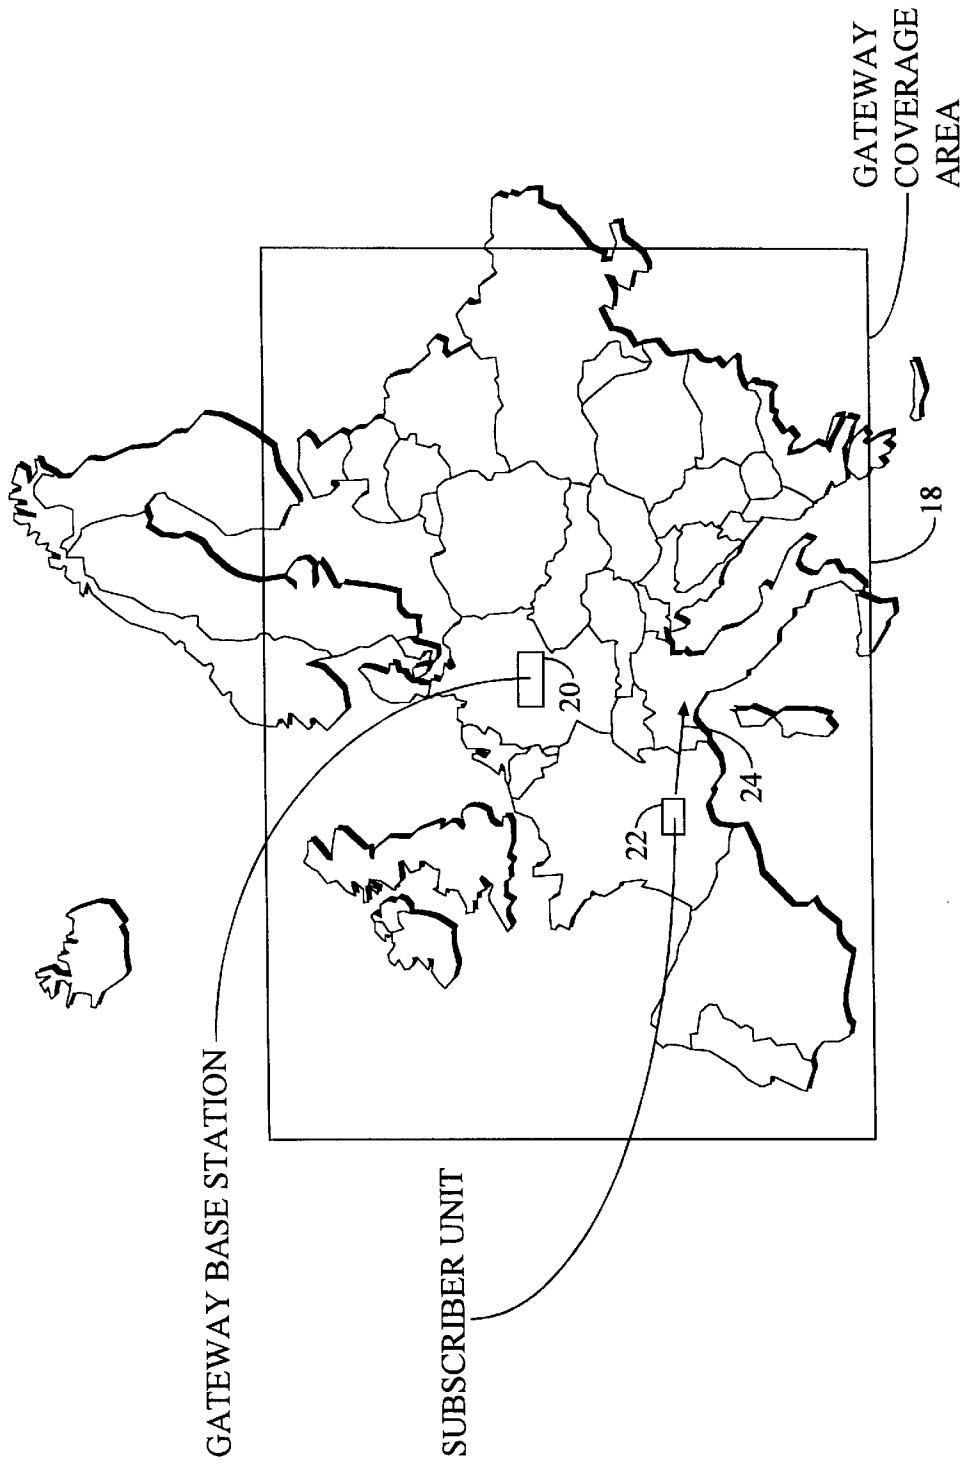 GATEWAY BASE STATION
SUBSCRIBER UNIT
20
22
24
18
GATEWAY
COVERAGE
AREA